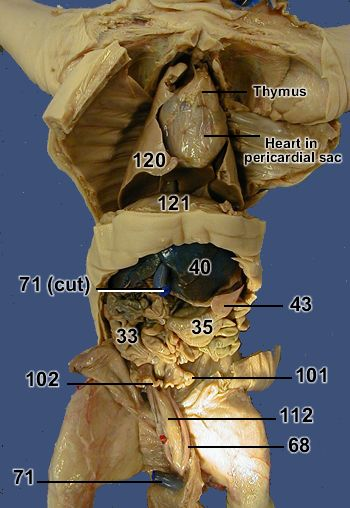 Thymus
Heart in
pericardial sac
120
121
40
71 (cut)
43
33
35
102
101
112
68
71